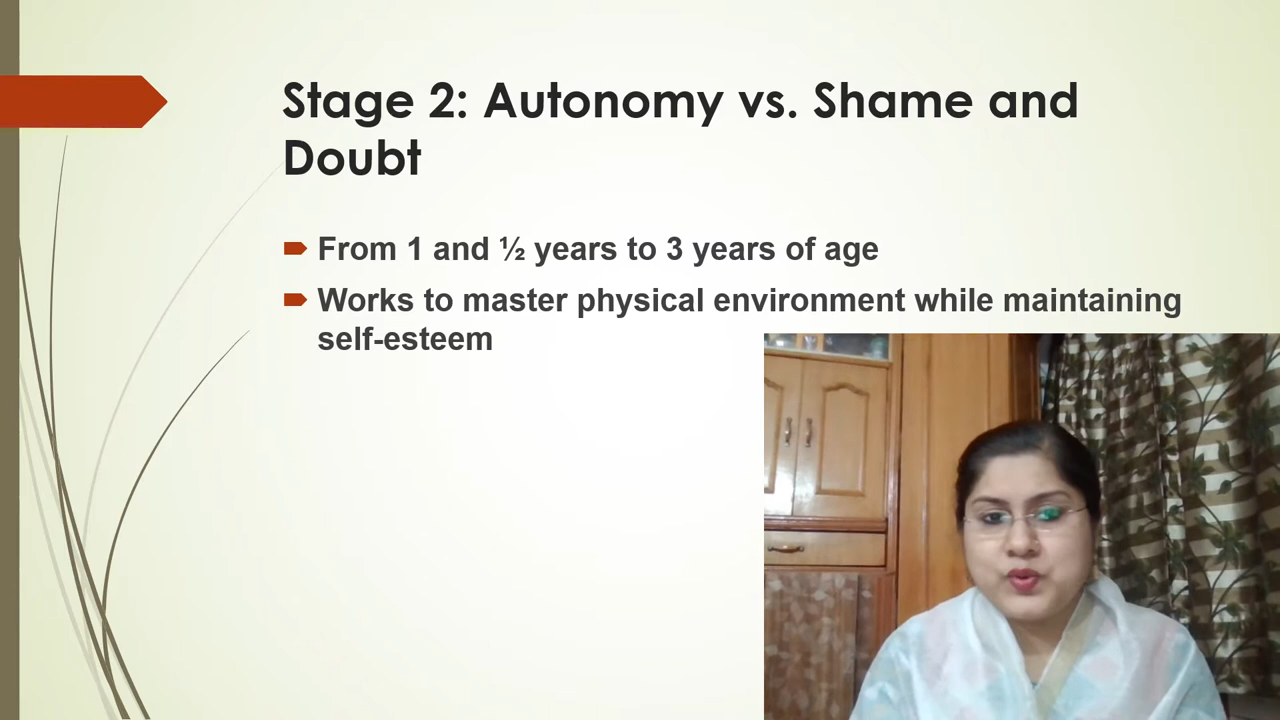 Stage 2: Autonomy vs. Shame and
Doubt
From 1 and ½ years to 3 years of age
Works to master physical environment while maintaining
self-esteem